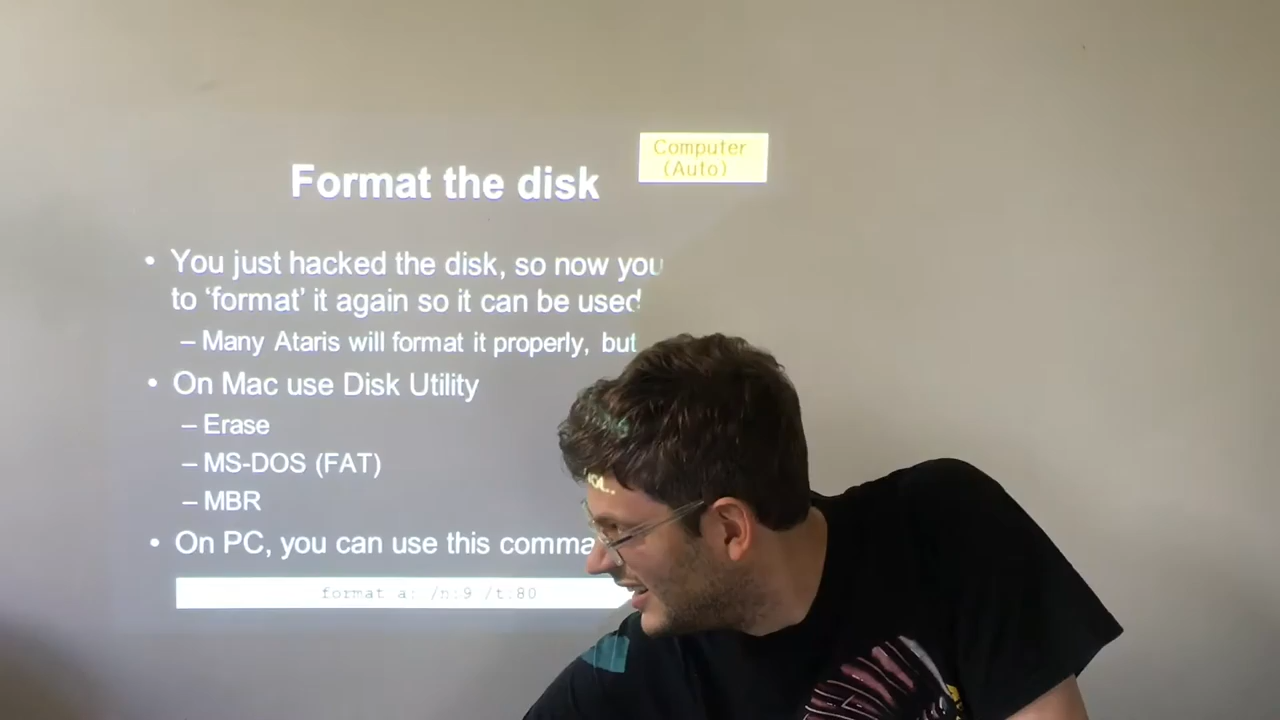 Computer
(Auto)
Format the disk
• You just hacked the disk, so now you
to ‘format’ it again so it can be used
– Many Ataris will format it properly, but
• On Mac use Disk Utility
– Erase
– MS-DOS (FAT)
– MBR
• On PC, you can use this comma
format a: /n:9 /t:80